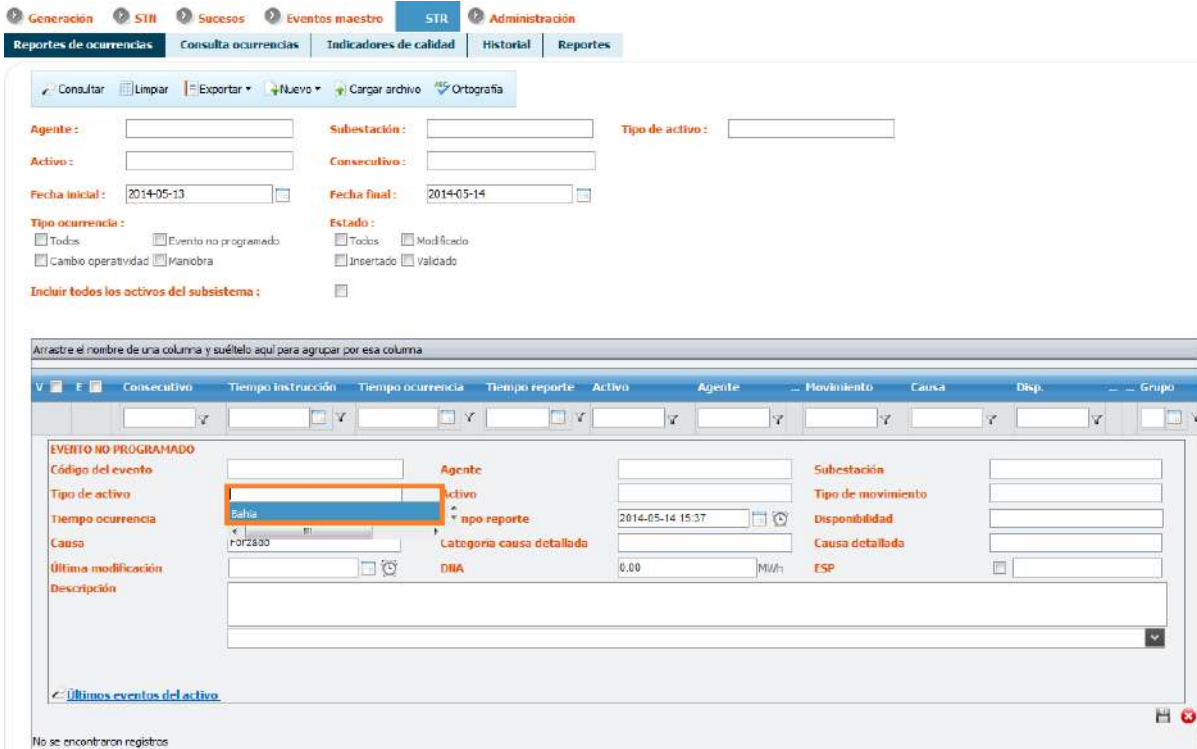 Generación STN Sucesos Eventos maestro STR Administración
Reportes de ocurrencias Consulta ocurrencias Indicadores de calidad Historial Reportes
Consultar Limpiar Exportar Nuevo Cargar archivo ABC Ortografía
Agente : Subestación : Tipo de activo :
Activo : Consecutivo :
Fecha inicial : 2014-05-13 Fecha final : 2014-05-14
Tipo ocurrencia : Estado :
Todos Evento no programado Todos Modificado
Cambio operatividad Maniobra Insertado Validado
Incluir todos los activos del subsistema :
Arrastre el nombre de una columna y suéltelo aquí para agrupar por esa columna
V E Consecutivo Tiempo instrucción Tiempo ocurrencia Tiempo reporte Activo Agente ... Movimiento Causa Disp. ... ... Grupo
EVENTO NO PROGRAMADO
Código del evento Agente Subestación
Tipo de activo Activo Tipo de movimiento
Bahía
Tiempo ocurrencia mpo reporte 2014-05-14 15:37 Disponibilidad
Causa Forzado Categoría causa detallada Causa detallada
Última modificación DNA 0.00 MWh ESP
Descripción
Últimos eventos del activo
No se encontraron registros